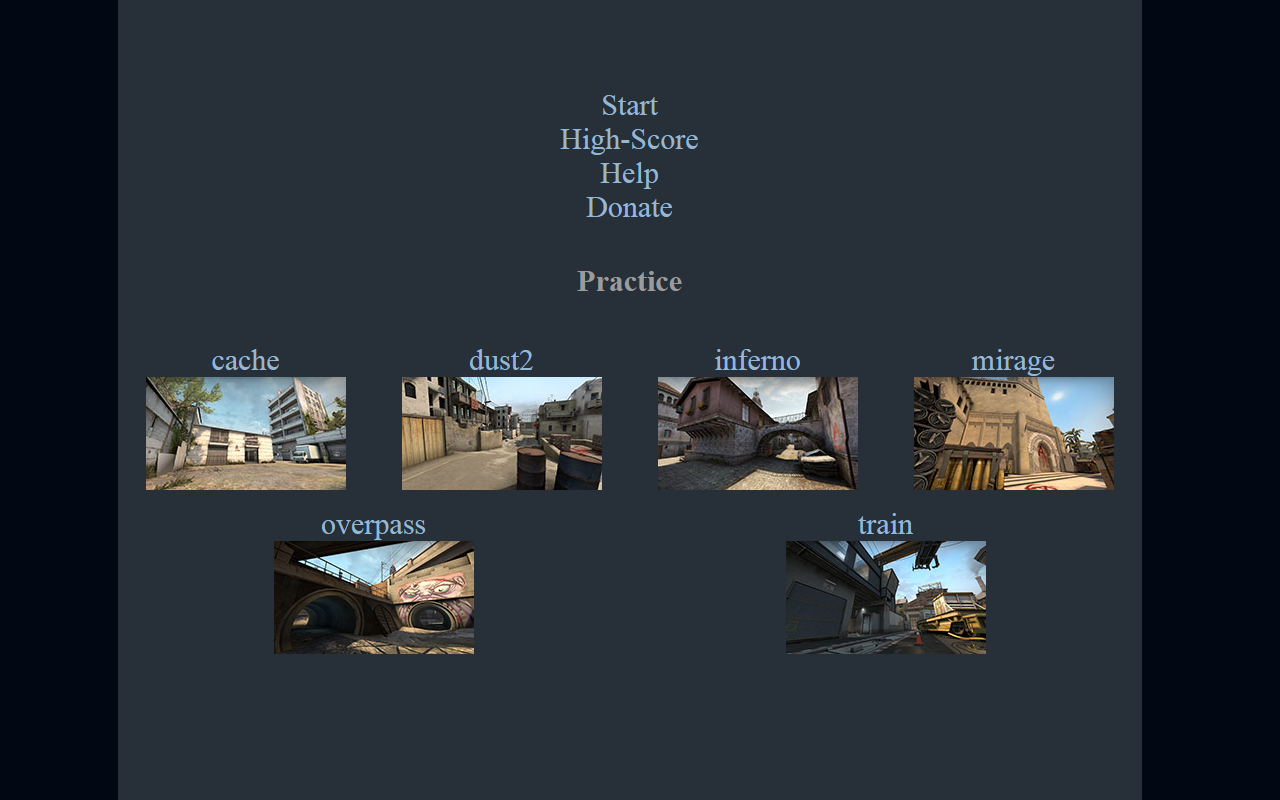 Start
High-Score
Help
Donate
Practice
cache
dust2
inferno
mirage
overpass
train